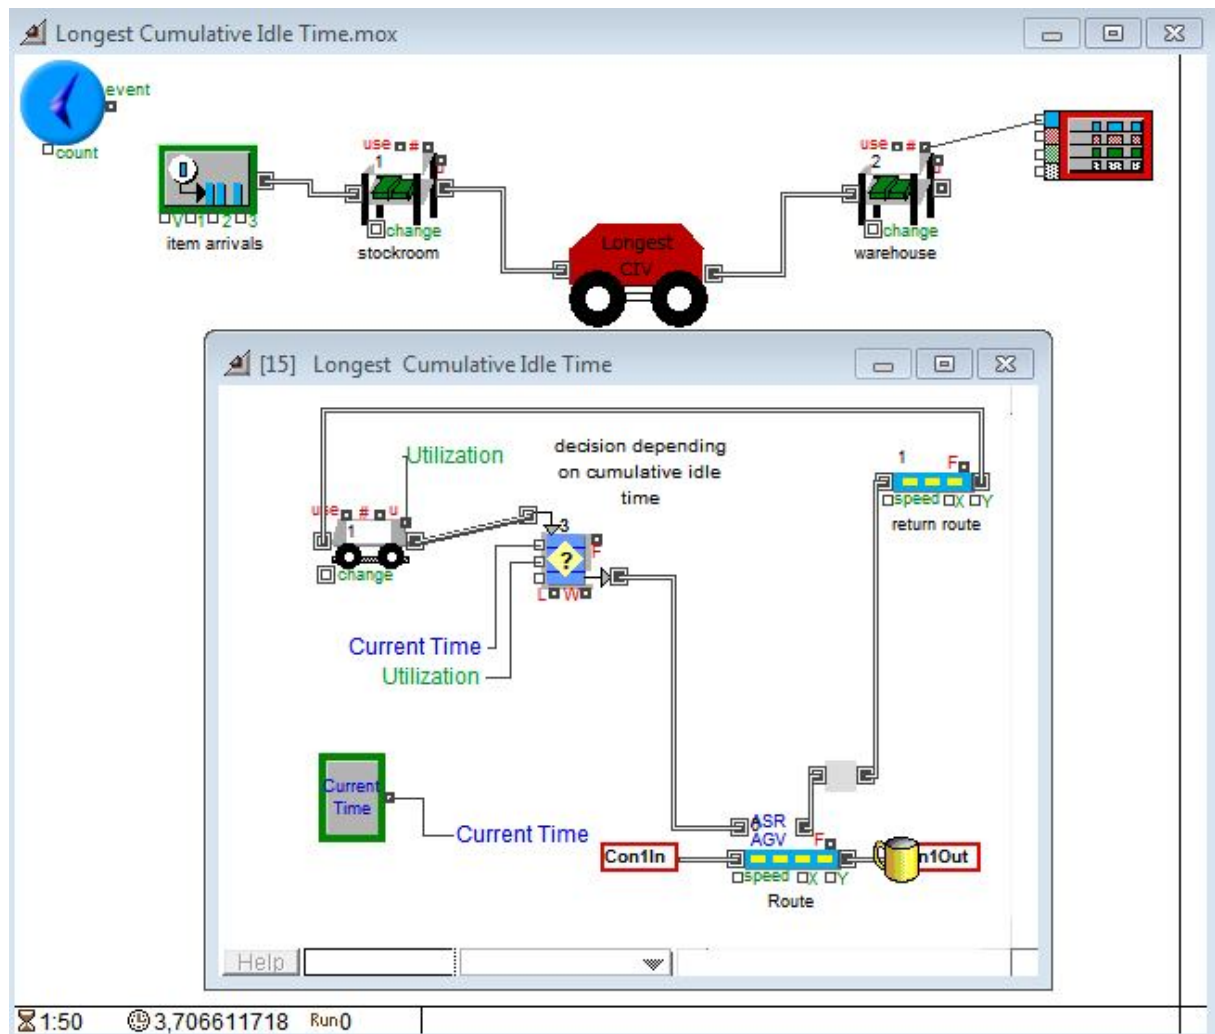 Longest Cumulative Idle Time.mox
event
count
use #
1
u
V 1 2 3
change
item arrivals
stockroom
Longest
CIV
use #
2
change
warehouse
[15] Longest Cumulative Idle Time
Utilization
decision depending
on cumulative idle
time
use # u
1
change
3
?
F
L W
1
F
speed X Y
return route
Current Time
Utilization
Current
Time
Current Time
ASR
AGV
F
Con1In
n1Out
speed X Y
Route
Help
1:50 3,706611718 Run0